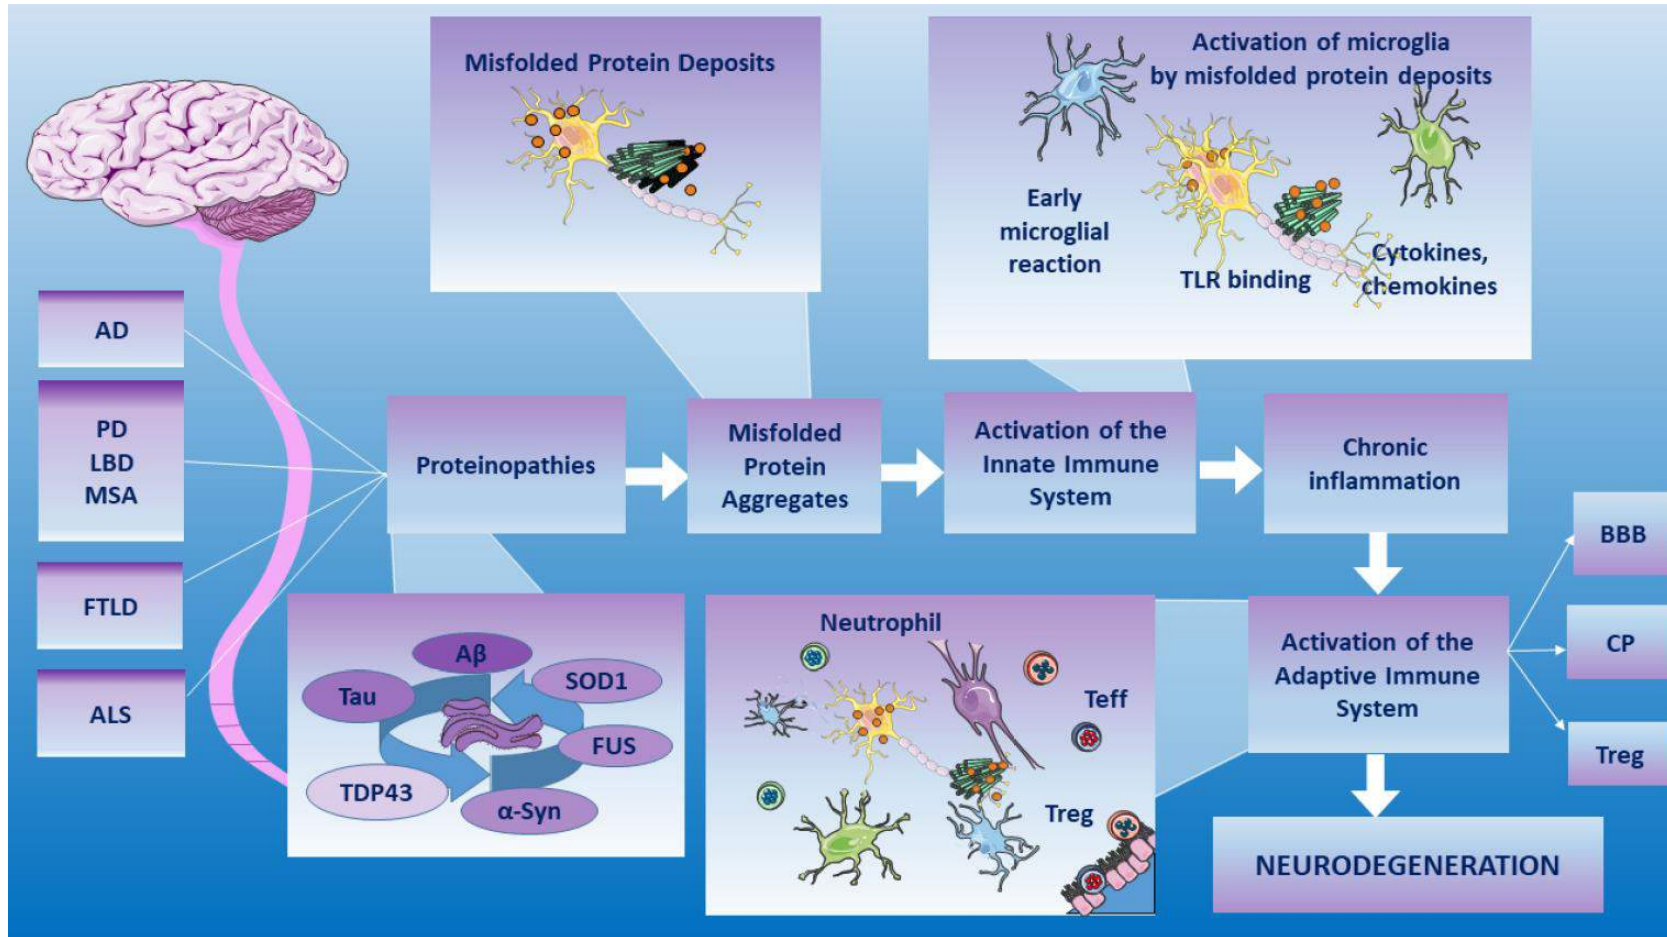 Misfolded Protein Deposits
Activation of microglia
by misfolded protein deposits
Early
microglial
reaction
TLR binding
Cytokines,
chemokines
AD
PD
LBD
MSA
FTLD
ALS
Proteinopathies
Misfolded
Protein
Aggregates
Activation of the
Innate Immune
System
Chronic
inflammation
Aβ
Tau
SOD1
FUS
TDP43
α-Syn
Neutrophil
Teff
Treg
Activation of the
Adaptive Immune
System
BBB
CP
Treg
NEURODEGENERATION